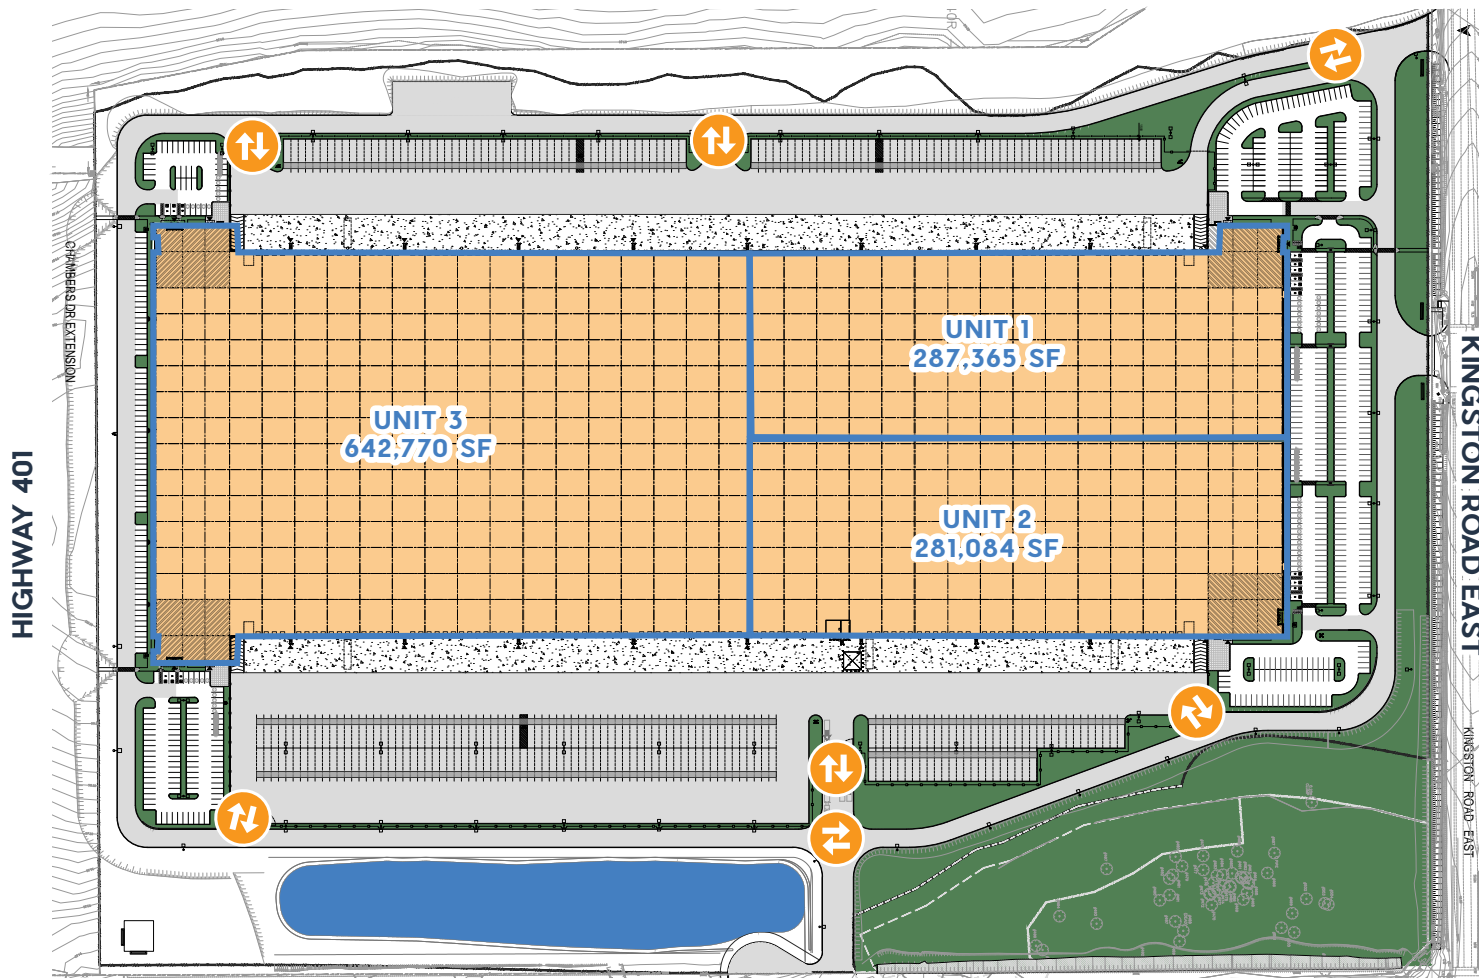 CHAMBERS DR EXTENSION
HIGHWAY 401
UNIT 1
287,365 SF
UNIT 3
642,770 SF
UNIT 2
281,084 SF
KINGSTON ROAD EAST
KINGSTON ROAD EAST